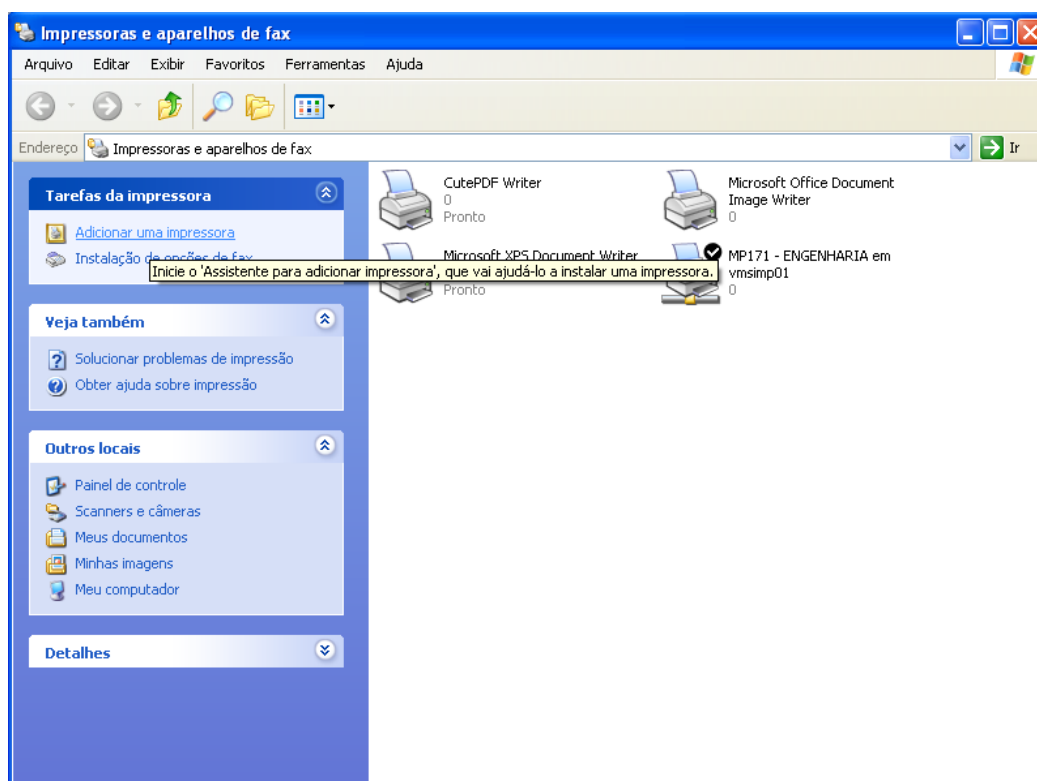 Impressoras e aparelhos de fax
Arquivo Editar Exibir Favoritos Ferramentas Ajuda
Endereço Impressoras e aparelhos de fax Ir
Tarefas da impressora
Adicionar uma impressora
Instalação de opções de fax
Inicie o 'Assistente para adicionar impressora', que vai ajudá-lo a instalar uma impressora.
Veja também
Solucionar problemas de impressão
Obter ajuda sobre impressão
Outros locais
Painel de controle
Scanners e câmeras
Meus documentos
Minhas imagens
Meu computador
Detalhes
CutePDF Writer
0
Pronto
Microsoft Office Document
Image Writer
0
Microsoft XPS Document Writer
Pronto
MP171 - ENGENHARIA em
vmsimp01
0